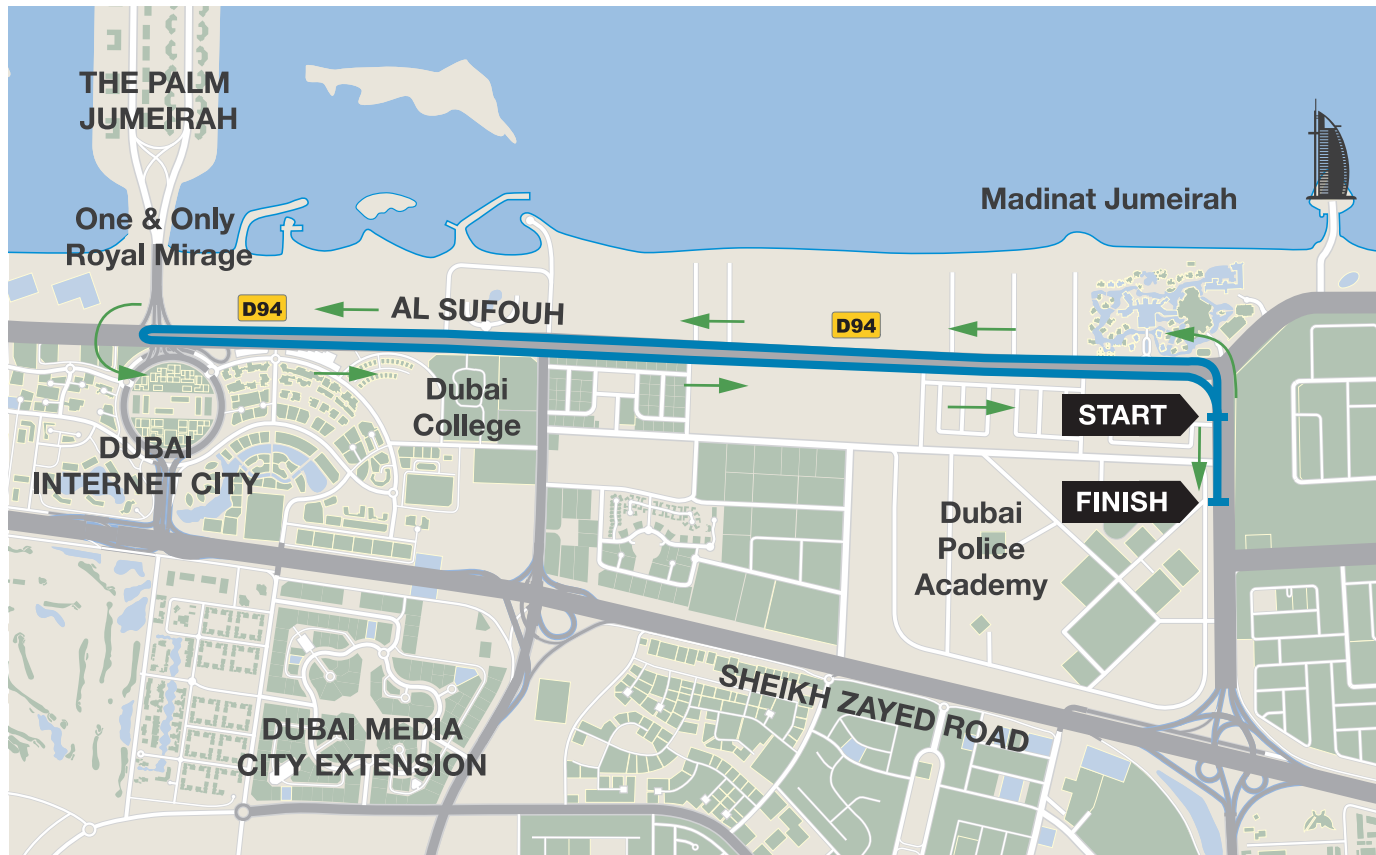 THE PALM
JUMEIRAH
One & Only
Royal Mirage
Madinat Jumeirah
D94
AL SUFOUH
D94
Dubai
College
START
DUBAI
INTERNET CITY
FINISH
Dubai
Police
Academy
SHEIKH ZAYED ROAD
DUBAI MEDIA
CITY EXTENSION